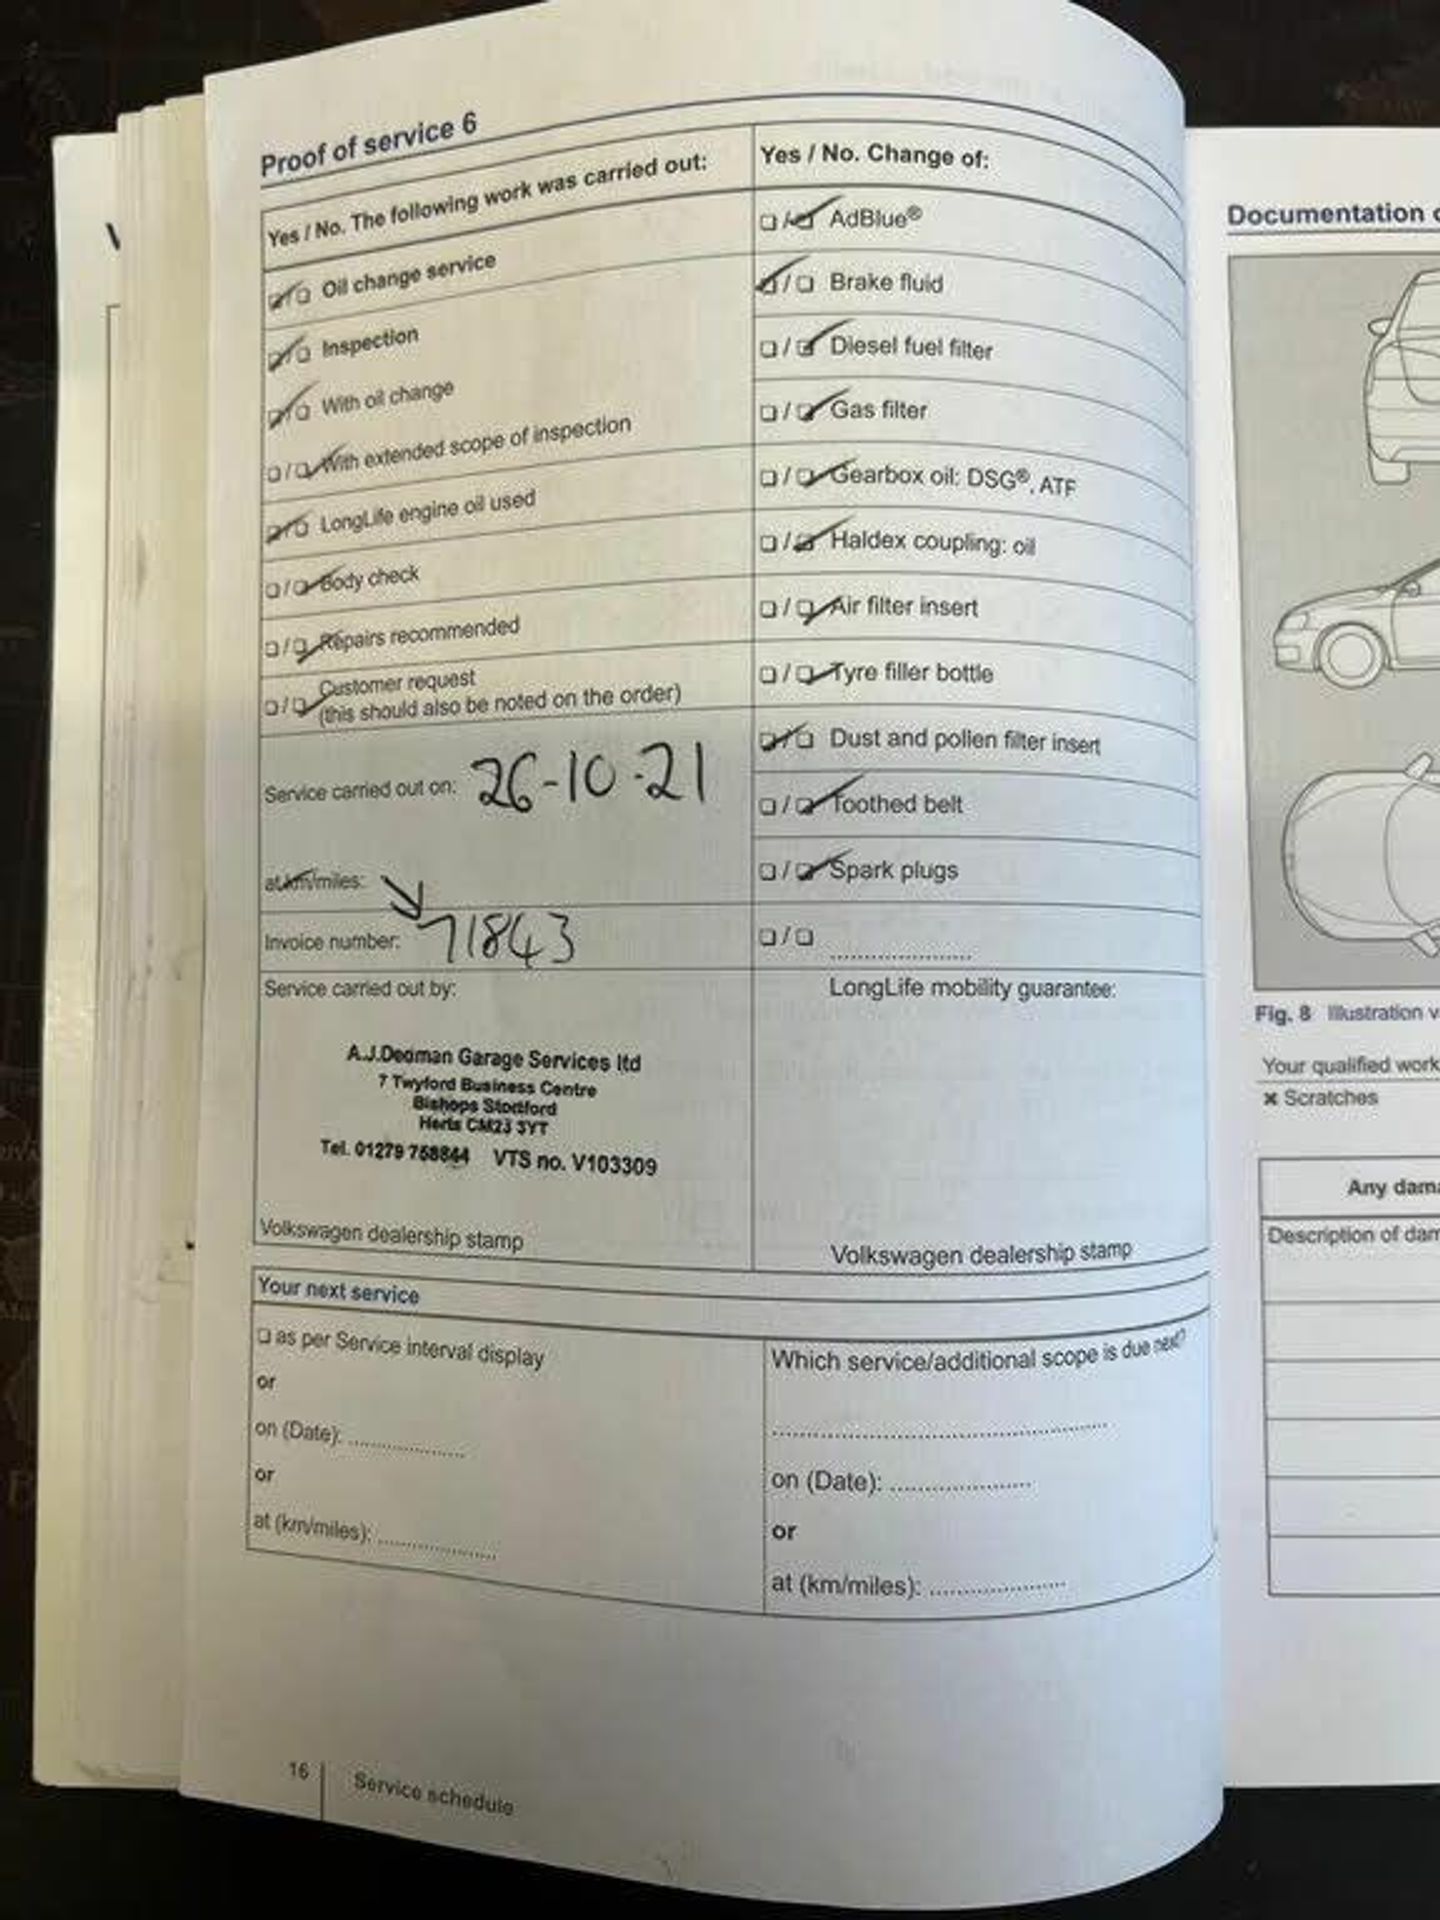 Proof of service 6
Yes / No. The following work was carried out:
❑/❑ Oil change service
❑/❑ Inspection
❑/❑ With oil change
❑/❑ With extended scope of inspection
❑/❑ LongLife engine oil used
❑/❑ Body check
❑/❑ Repairs recommended
❑/❑ Customer request
(this should also be noted on the order)
Service carried out on: 26-10-21
at km/miles:
Invoice number: 71843
Service carried out by:
A.J.Dedman Garage Services ltd
7 Twyford Business Centre
Bishops Stortford
Herts CM23 3YT
Tel. 01279 758844 VTS no. V103309
Volkswagen dealership stamp
Yes / No. Change of:
❑/❑ AdBlue®
❑/❑ Brake fluid
❑/❑ Diesel fuel filter
❑/❑ Gas filter
❑/❑ Gearbox oil: DSG®, ATF
❑/❑ Haldex coupling: oil
❑/❑ Air filter insert
❑/❑ Tyre filler bottle
❑/❑ Dust and pollen filter insert
❑/❑ Toothed belt
❑/❑ Spark plugs
❑/❑ ....................
LongLife mobility guarantee:
Volkswagen dealership stamp
Your next service
❑ as per Service interval display
or
on (Date): ..................
or
at (km/miles): ..................
Which service/additional scope is due next?
..................................................
on (Date): ......................
or
at (km/miles): .....................
16
Service schedule
Documentation
Fig. 8 Illustration
Your qualified work
✖ Scratches
Any dama
Description of dam